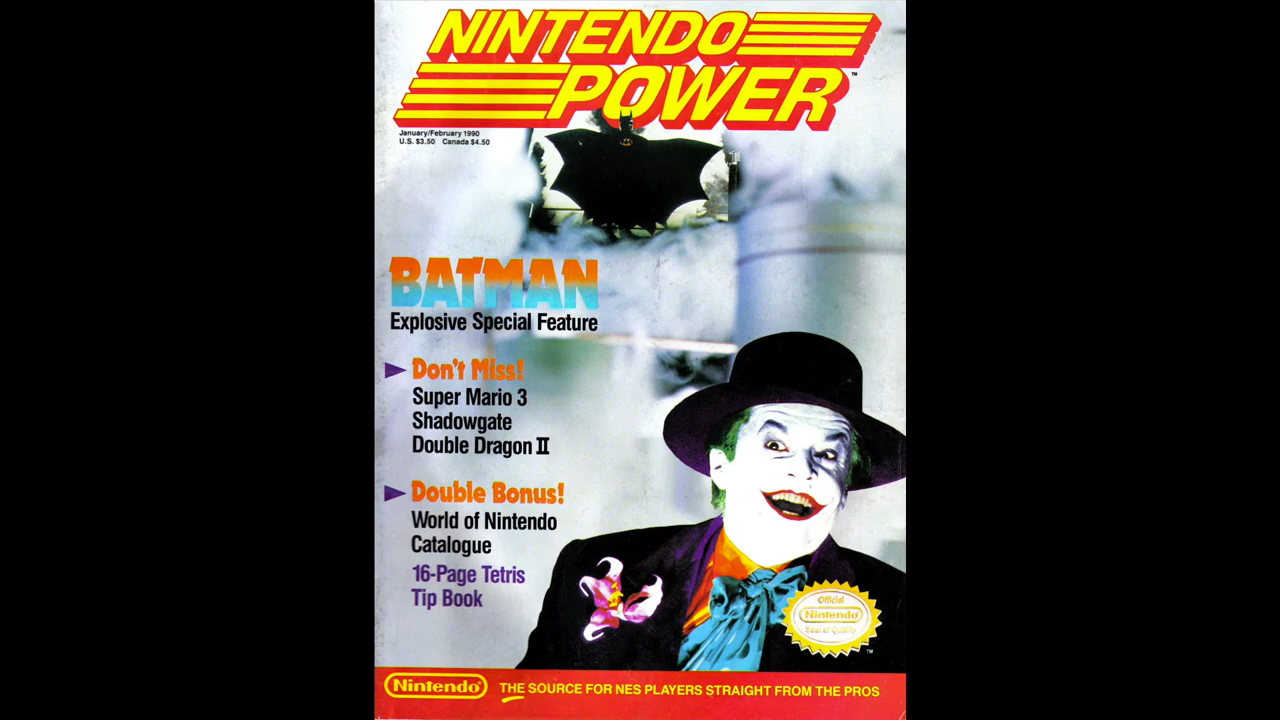 NINTENDO
POWER™
January/February 1990
U.S. $3.50 Canada $4.50
BATMAN
Explosive Special Feature
Don't Miss!
Super Mario 3
Shadowgate
Double Dragon II
Double Bonus!
World of Nintendo
Catalogue
16-Page Tetris
Tip Book
Official
Nintendo
Seal of Quality
TM
Nintendo®
THE SOURCE FOR NES PLAYERS STRAIGHT FROM THE PROS